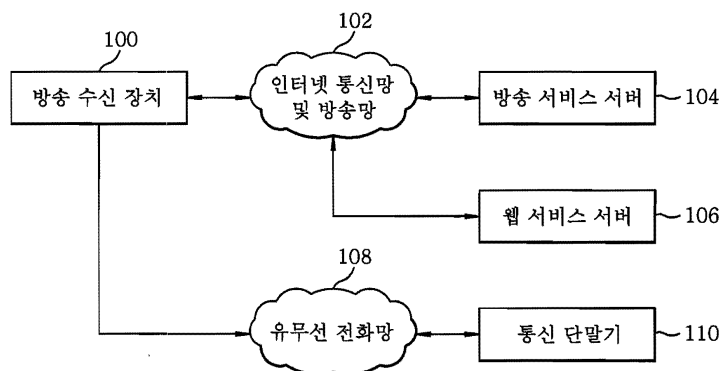 100
방송 수신 장치
102
인터넷 통신망
및 방송망
방송 서비스 서버
104
웹 서비스 서버
106
108
유무선 전화망
통신 단말기
110